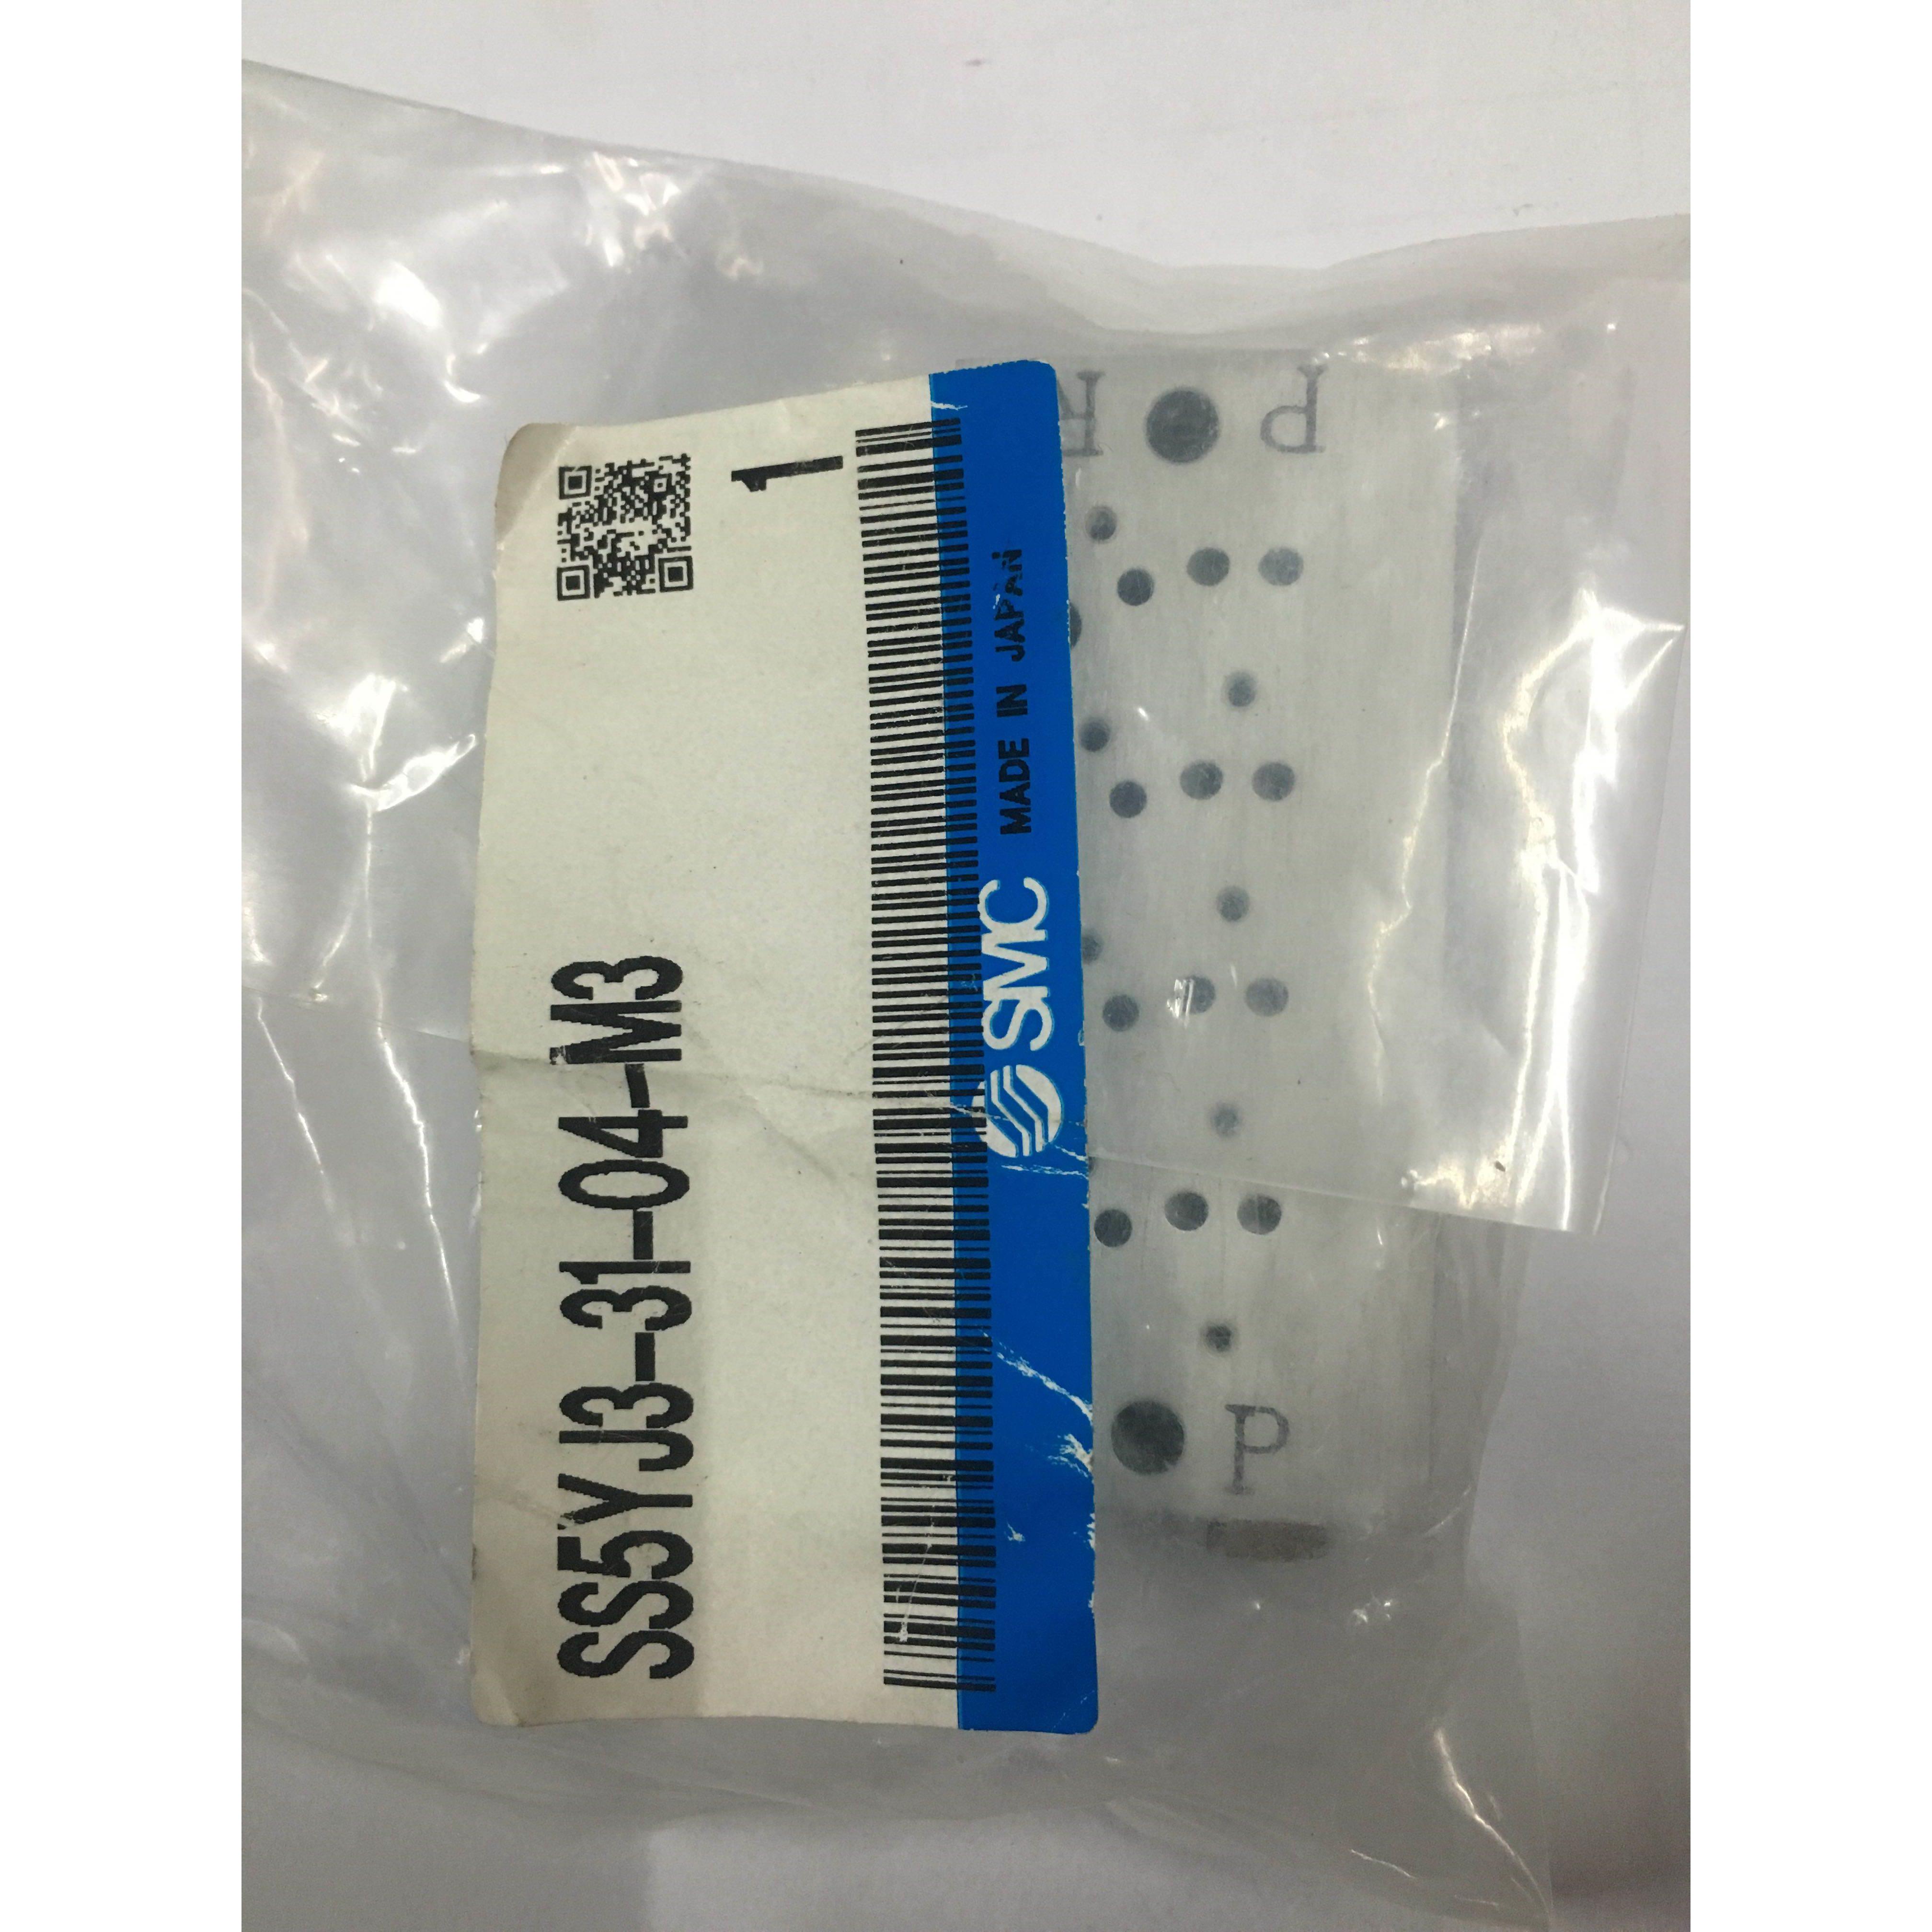 SS5YJ3-31-04-M3
1
SMC MADE IN JAPAN
R P
P